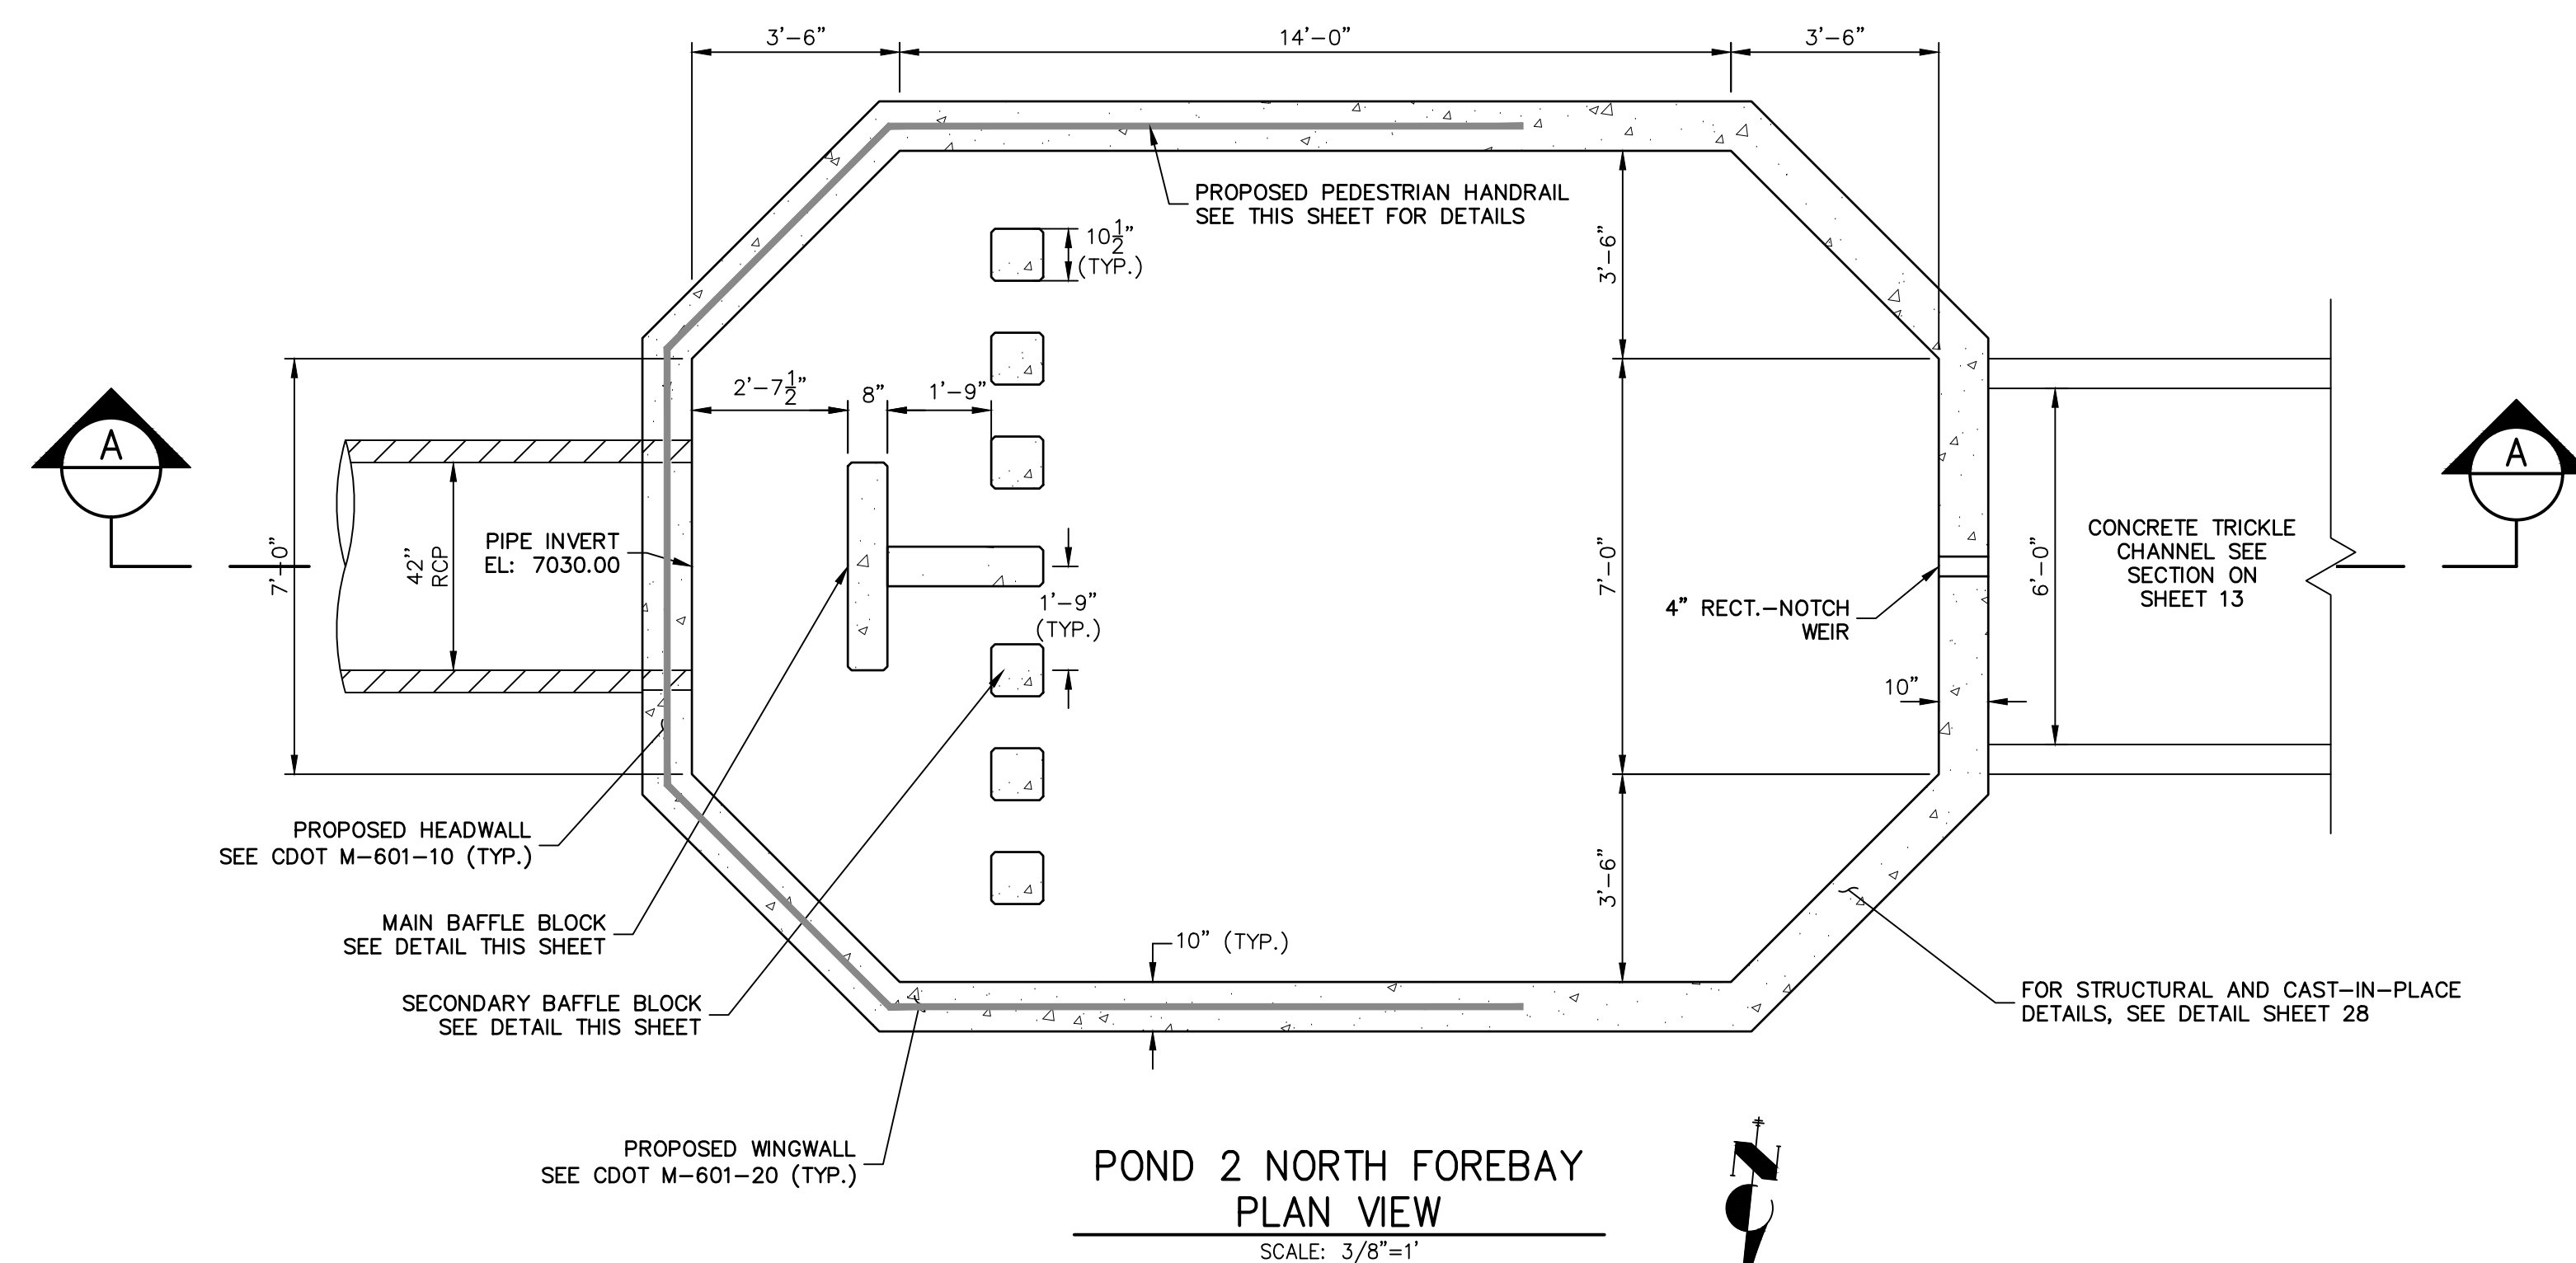 3'-6"
14'-0"
3'-6"
PROPOSED PEDESTRIAN HANDRAIL
SEE THIS SHEET FOR DETAILS
10 1/2"
(TYP.)
3'-6"
2'-7 1/2"
8"
1'-9"
A
A
7'-0"
42"
RCP
PIPE INVERT
EL: 7030.00
1'-9"
(TYP.)
7'-0"
4" RECT.-NOTCH
WEIR
6'-0"
CONCRETE TRICKLE
CHANNEL SEE
SECTION ON
SHEET 13
10"
PROPOSED HEADWALL
SEE CDOT M-601-10 (TYP.)
MAIN BAFFLE BLOCK
SEE DETAIL THIS SHEET
3'-6"
10" (TYP.)
SECONDARY BAFFLE BLOCK
SEE DETAIL THIS SHEET
FOR STRUCTURAL AND CAST-IN-PLACE
DETAILS, SEE DETAIL SHEET 28
PROPOSED WINGWALL
SEE CDOT M-601-20 (TYP.)
POND 2 NORTH FOREBAY
PLAN VIEW
SCALE: 3/8"=1'
N